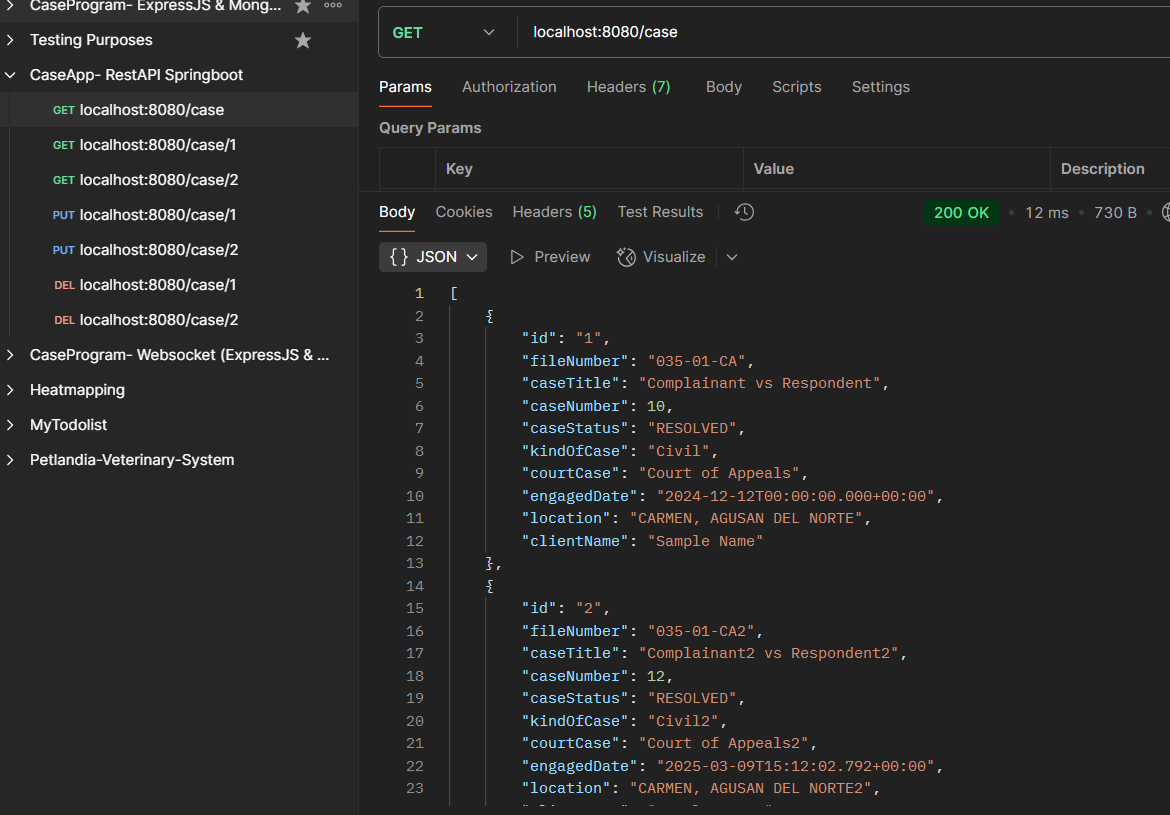 CaseProgram- ExpressJS & Mong...
Testing Purposes
CaseApp- RestAPI Springboot
GET localhost:8080/case
GET localhost:8080/case/1
GET localhost:8080/case/2
PUT localhost:8080/case/1
PUT localhost:8080/case/2
DEL localhost:8080/case/1
DEL localhost:8080/case/2
CaseProgram- Websocket (ExpressJS & ...
Heatmapping
MyTodolist
Petlandia-Veterinary-System
GET localhost:8080/case
Params Authorization Headers (7) Body Scripts Settings
Query Params
Key Value Description
Body Cookies Headers (5) Test Results 200 OK • 12 ms • 730 B •
{ } JSON Preview Visualize
1 [
2 {
3 "id": "1",
4 "fileNumber": "035-01-CA",
5 "caseTitle": "Complainant vs Respondent",
6 "caseNumber": 10,
7 "caseStatus": "RESOLVED",
8 "kindOfCase": "Civil",
9 "courtCase": "Court of Appeals",
10 "engagedDate": "2024-12-12T00:00:00.000+00:00",
11 "location": "CARMEN, AGUSAN DEL NORTE",
12 "clientName": "Sample Name"
13 },
14 {
15 "id": "2",
16 "fileNumber": "035-01-CA2",
17 "caseTitle": "Complainant2 vs Respondent2",
18 "caseNumber": 12,
19 "caseStatus": "RESOLVED",
20 "kindOfCase": "Civil2",
21 "courtCase": "Court of Appeals2",
22 "engagedDate": "2025-03-09T15:12:02.792+00:00",
23 "location": "CARMEN, AGUSAN DEL NORTE2",